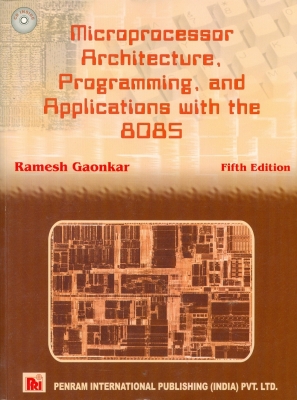 Microprocessor
Architecture,
Programming, and
Applications with the
8085
Ramesh Gaonkar
Fifth Edition
PRI
PENRAM INTERNATIONAL PUBLISHING (INDIA) PVT. LTD.